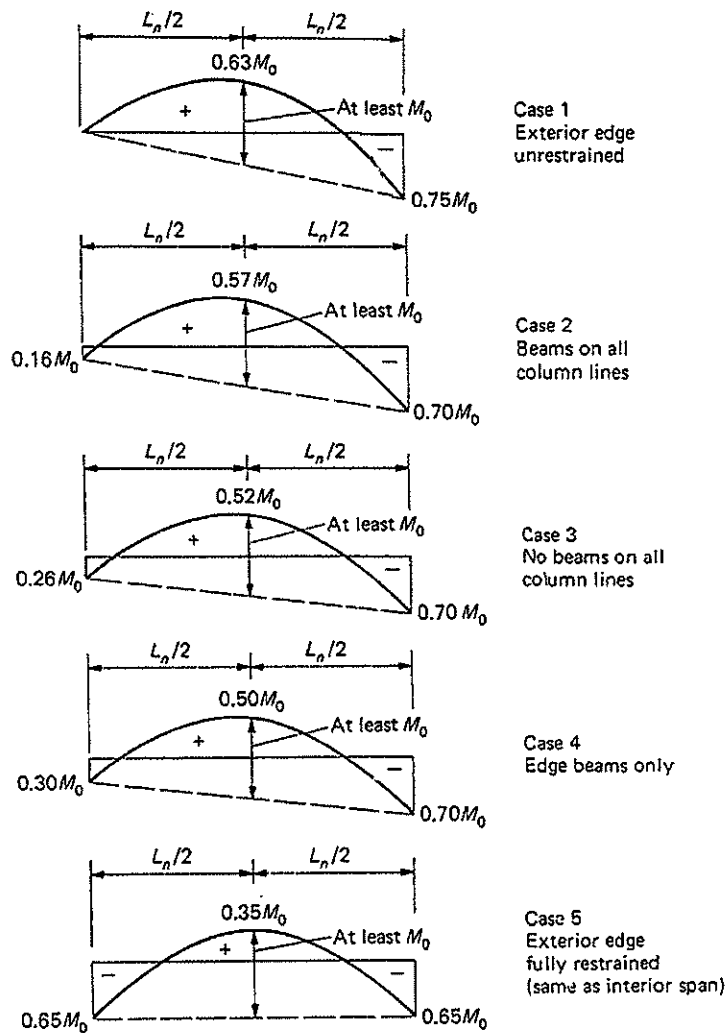 Lₙ/2 Lₙ/2
0.63M₀
+
At least M₀
−
0.75M₀
Case 1
Exterior edge
unrestrained
Lₙ/2 Lₙ/2
0.57M₀
+
At least M₀
−
0.16M₀
0.70M₀
Case 2
Beams on all
column lines
Lₙ/2 Lₙ/2
0.52M₀
+
At least M₀
−
0.26M₀
0.70M₀
Case 3
No beams on all
column lines
Lₙ/2 Lₙ/2
0.50M₀
+
At least M₀
−
0.30M₀
0.70M₀
Case 4
Edge beams only
Lₙ/2 Lₙ/2
0.35M₀
+
At least M₀
− −
0.65M₀ 0.65M₀
Case 5
Exterior edge
fully restrained
(same as interior span)